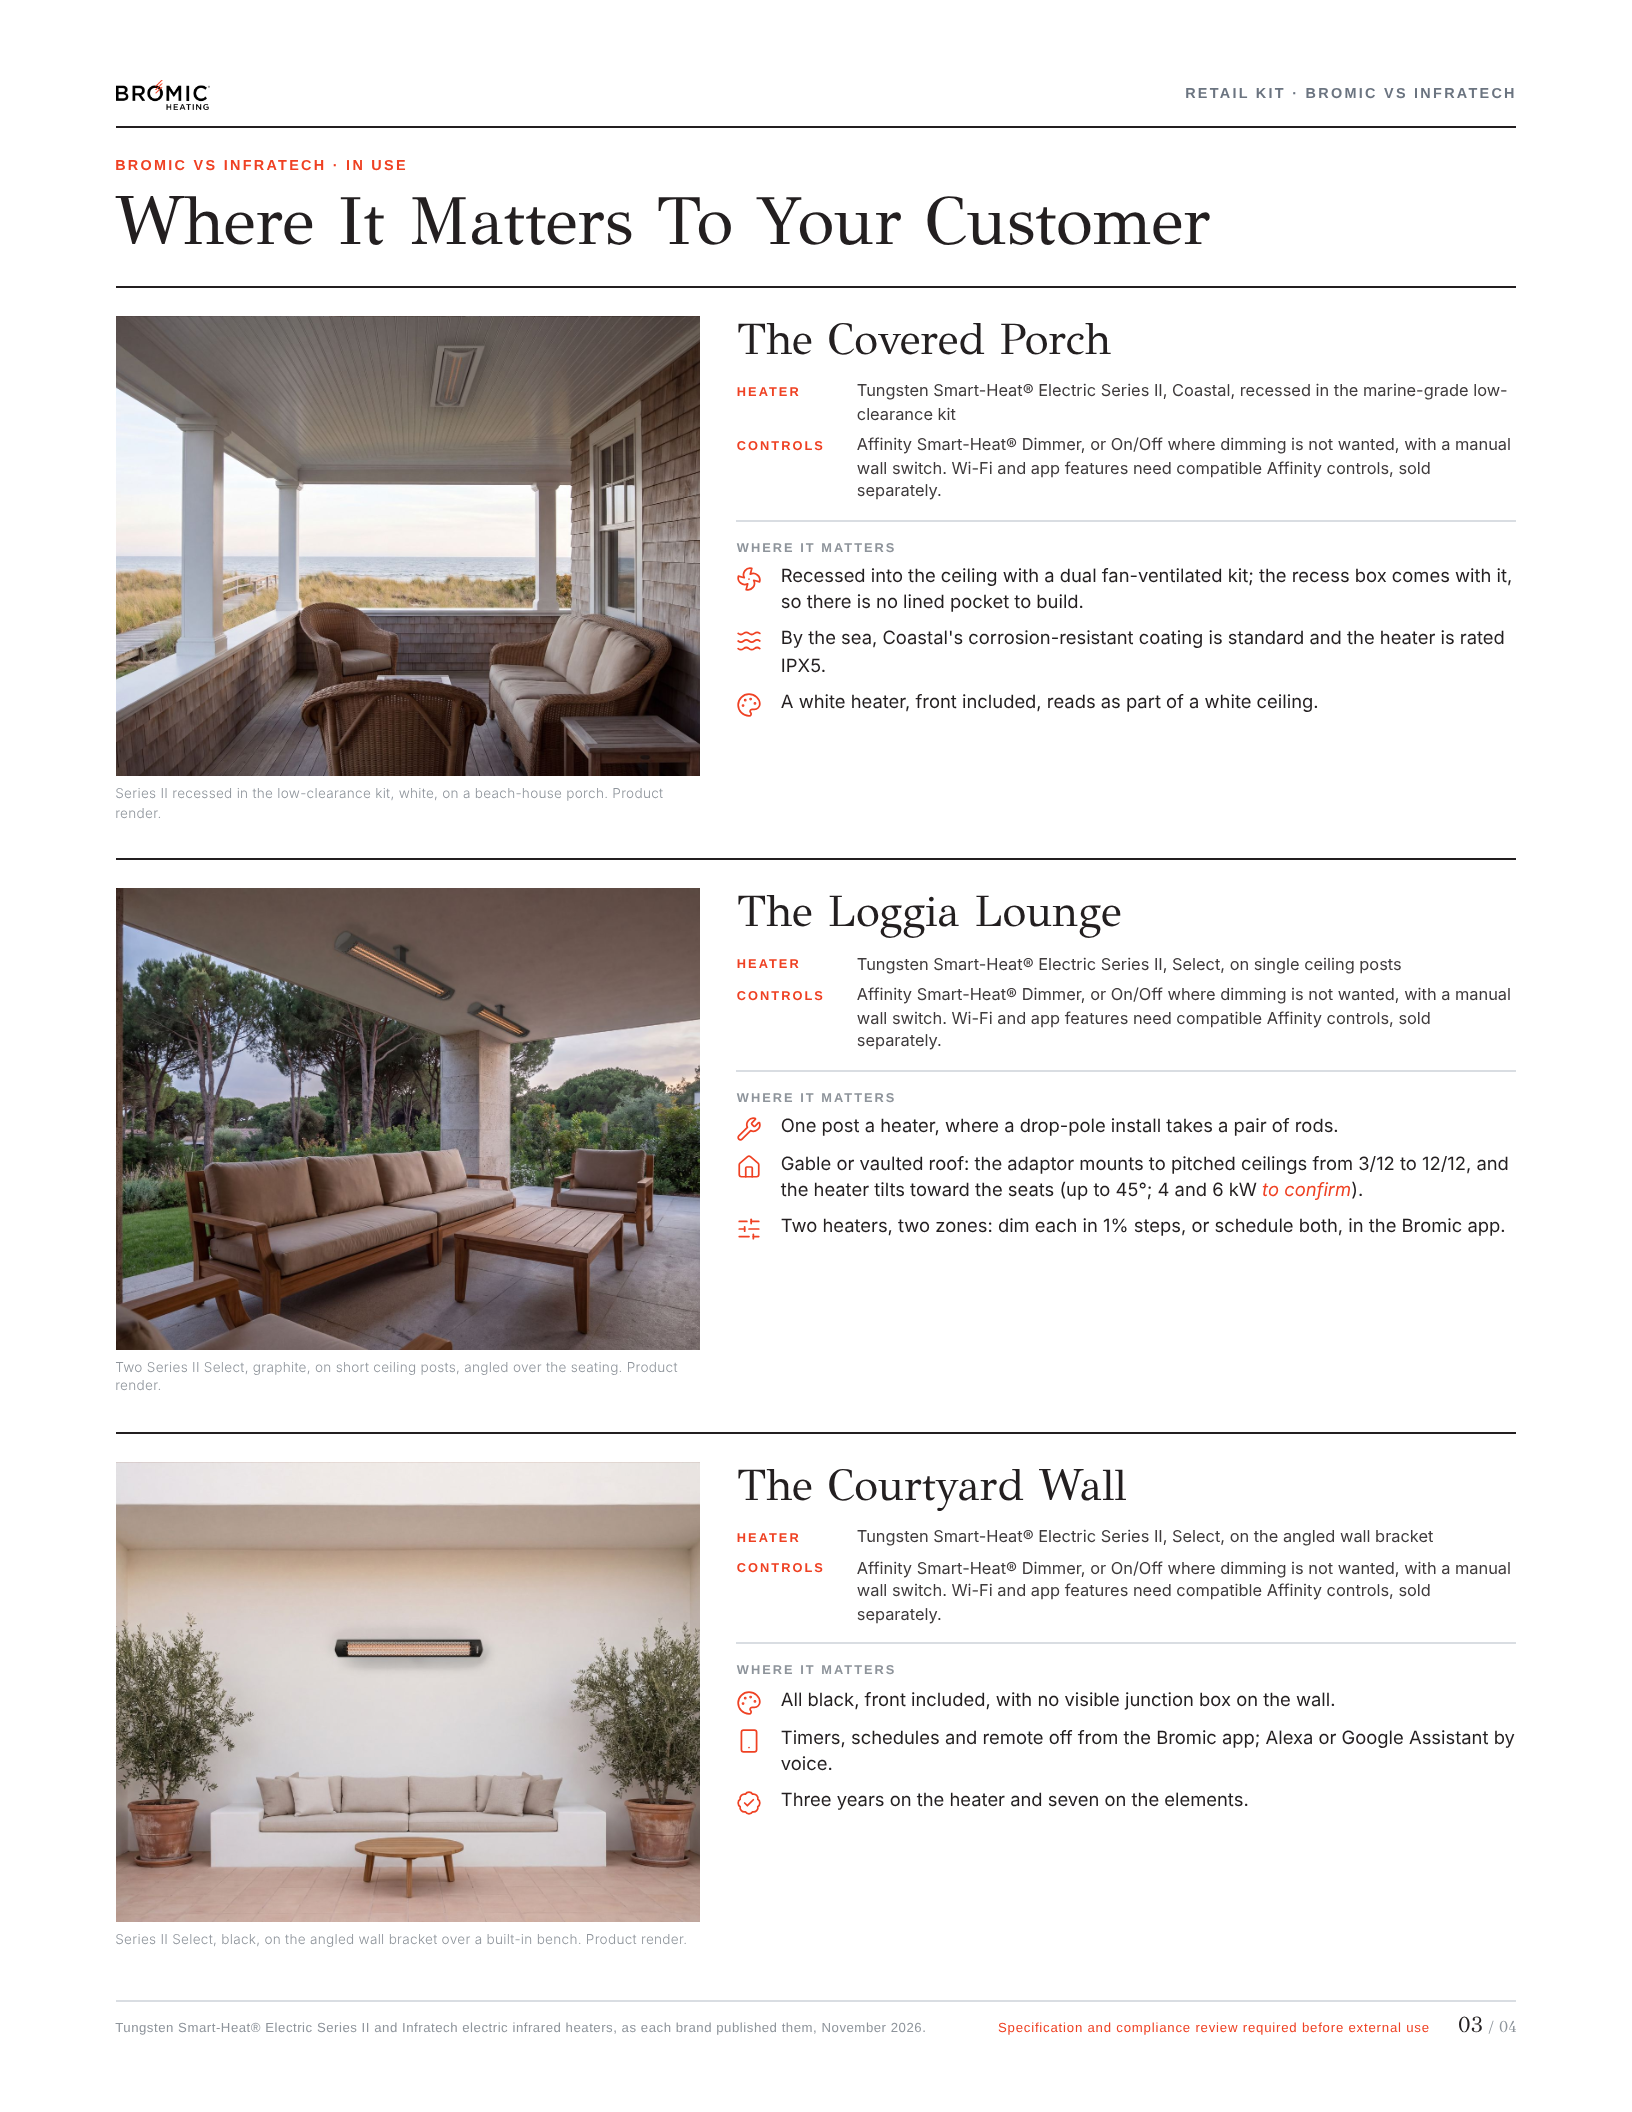 BROMIC
HEATING
RETAIL KIT · BROMIC VS INFRATECH
BROMIC VS INFRATECH · IN USE
Where It Matters To Your Customer
The Covered Porch
HEATER
Tungsten Smart-Heat® Electric Series II, Coastal, recessed in the marine-grade low-
clearance kit
CONTROLS
Affinity Smart-Heat® Dimmer, or On/Off where dimming is not wanted, with a manual
wall switch. Wi-Fi and app features need compatible Affinity controls, sold
separately.
WHERE IT MATTERS
Recessed into the ceiling with a dual fan-ventilated kit; the recess box comes with it,
so there is no lined pocket to build.
By the sea, Coastal's corrosion-resistant coating is standard and the heater is rated
IPX5.
A white heater, front included, reads as part of a white ceiling.
Series II recessed in the low-clearance kit, white, on a beach-house porch. Product
render.
The Loggia Lounge
HEATER
Tungsten Smart-Heat® Electric Series II, Select, on single ceiling posts
CONTROLS
Affinity Smart-Heat® Dimmer, or On/Off where dimming is not wanted, with a manual
wall switch. Wi-Fi and app features need compatible Affinity controls, sold
separately.
WHERE IT MATTERS
One post a heater, where a drop-pole install takes a pair of rods.
Gable or vaulted roof: the adaptor mounts to pitched ceilings from 3/12 to 12/12, and
the heater tilts toward the seats (up to 45°; 4 and 6 kW to confirm).
Two heaters, two zones: dim each in 1% steps, or schedule both, in the Bromic app.
Two Series II Select, graphite, on short ceiling posts, angled over the seating. Product
render.
The Courtyard Wall
HEATER
Tungsten Smart-Heat® Electric Series II, Select, on the angled wall bracket
CONTROLS
Affinity Smart-Heat® Dimmer, or On/Off where dimming is not wanted, with a manual
wall switch. Wi-Fi and app features need compatible Affinity controls, sold
separately.
WHERE IT MATTERS
All black, front included, with no visible junction box on the wall.
Timers, schedules and remote off from the Bromic app; Alexa or Google Assistant by
voice.
Three years on the heater and seven on the elements.
Series II Select, black, on the angled wall bracket over a built-in bench. Product render.
Tungsten Smart-Heat® Electric Series II and Infratech electric infrared heaters, as each brand published them, November 2026.
Specification and compliance review required before external use
03 / 04